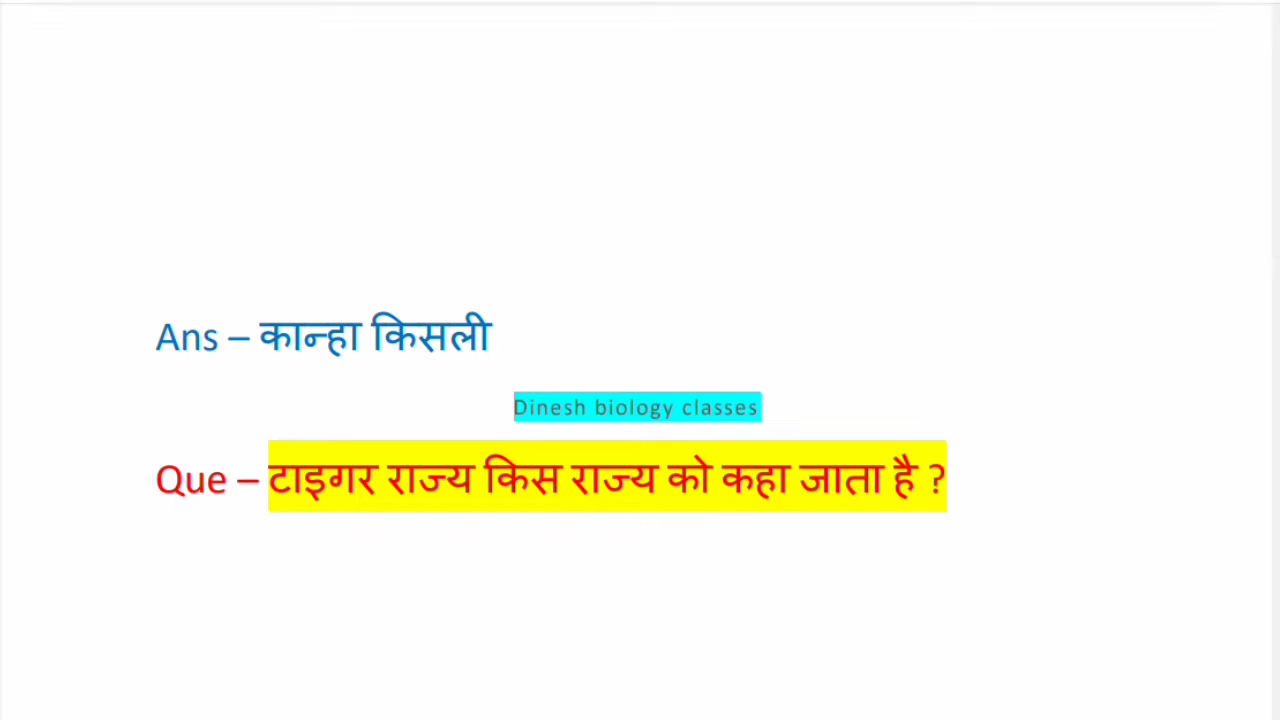 Ans – कान्हा किसली
Dinesh biology classes
Que – टाइगर राज्य किस राज्य को कहा जाता है ?